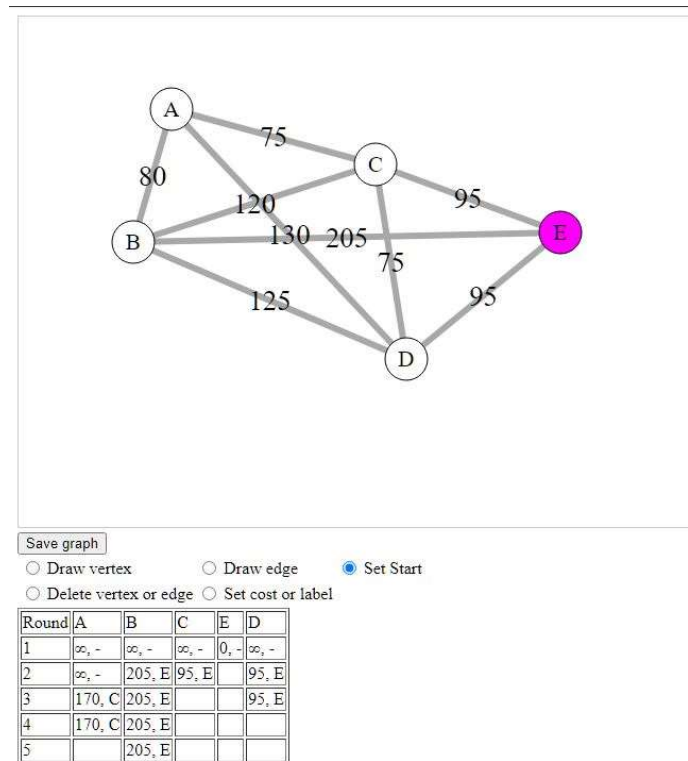 A
75
C
80
95
120
B
130
205
E
75
125
95
D
Save graph
Draw vertex Draw edge Set Start
Delete vertex or edge Set cost or label
Round A B C E D
1 ∞, - ∞, - ∞, - 0, - ∞, -
2 ∞, - 205, E 95, E 95, E
3 170, C 205, E 95, E
4 170, C 205, E
5 205, E